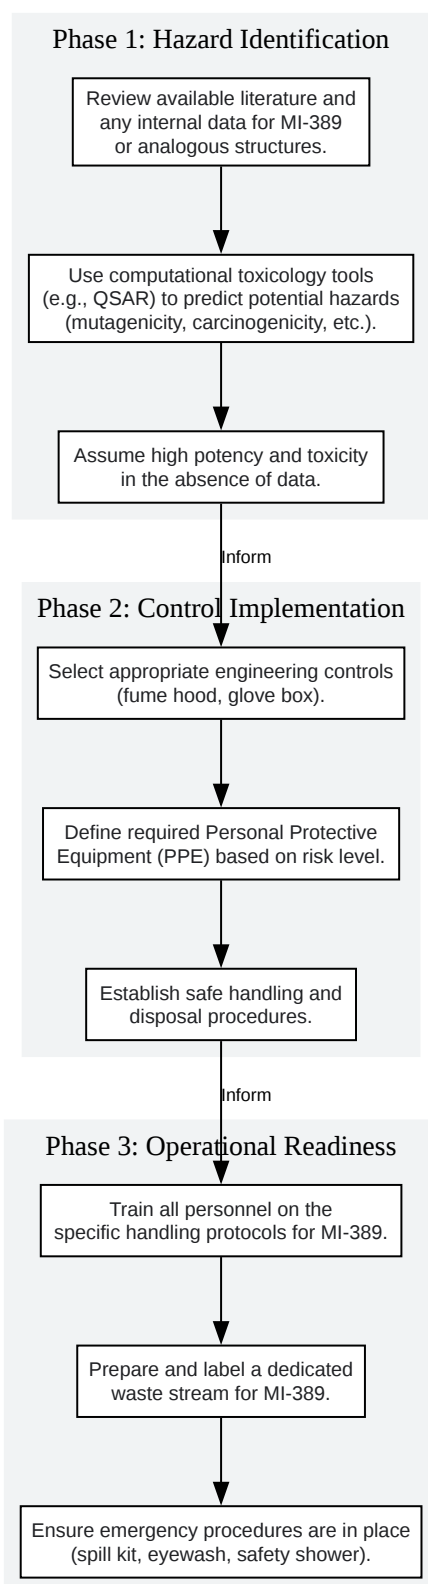 Phase 1: Hazard Identification
Review available literature and
any internal data for MI-389
or analogous structures.
Use computational toxicology tools
(e.g., QSAR) to predict potential hazards
(mutagenicity, carcinogenicity, etc.).
Assume high potency and toxicity
in the absence of data.
Inform
Phase 2: Control Implementation
Select appropriate engineering controls
(fume hood, glove box).
Define required Personal Protective
Equipment (PPE) based on risk level.
Establish safe handling and
disposal procedures.
Inform
Phase 3: Operational Readiness
Train all personnel on the
specific handling protocols for MI-389.
Prepare and label a dedicated
waste stream for MI-389.
Ensure emergency procedures are in place
(spill kit, eyewash, safety shower).